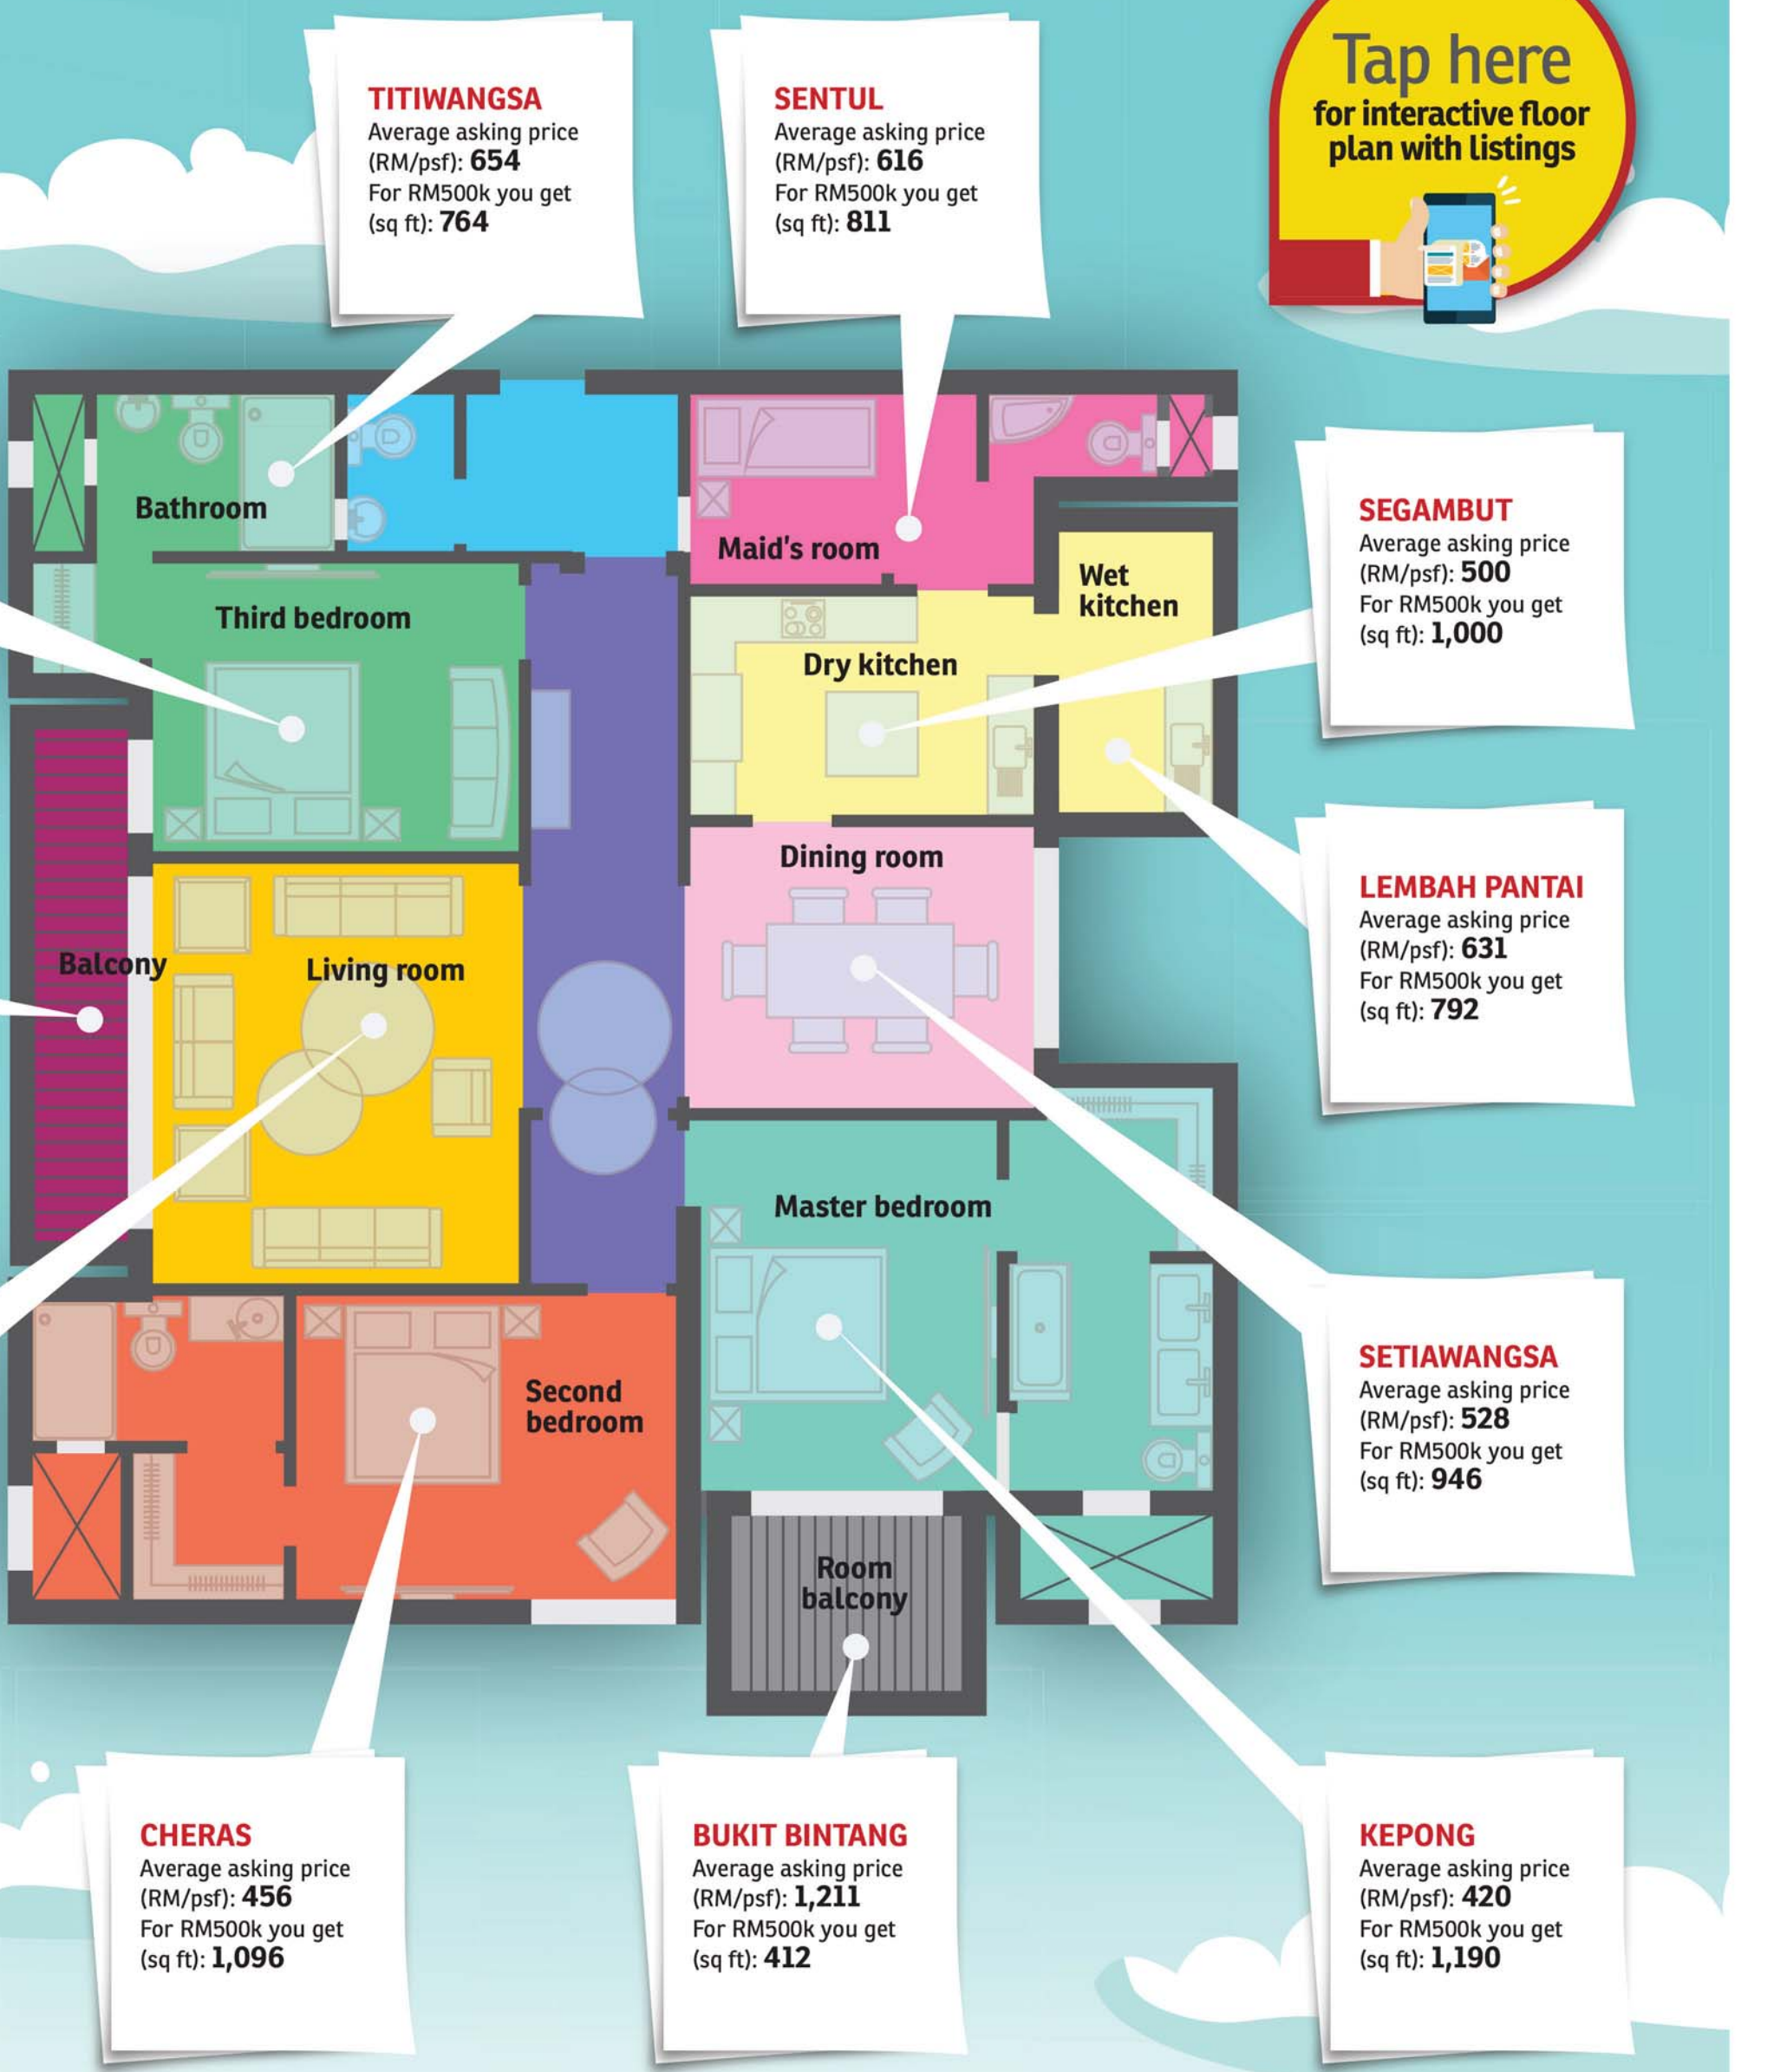 TITIWANGSA
Average asking price
(RM/psf): 654
For RM500k you get
(sq ft): 764
SENTUL
Average asking price
(RM/psf): 616
For RM500k you get
(sq ft): 811
Tap here
for interactive floor
plan with listings
Bathroom
Maid's room
Third bedroom
Wet
kitchen
Dry kitchen
SEGAMBUT
Average asking price
(RM/psf): 500
For RM500k you get
(sq ft): 1,000
Dining room
Balcony
Living room
LEMBAH PANTAI
Average asking price
(RM/psf): 631
For RM500k you get
(sq ft): 792
Master bedroom
Second
bedroom
SETIAWANGSA
Average asking price
(RM/psf): 528
For RM500k you get
(sq ft): 946
Room
balcony
CHERAS
Average asking price
(RM/psf): 456
For RM500k you get
(sq ft): 1,096
BUKIT BINTANG
Average asking price
(RM/psf): 1,211
For RM500k you get
(sq ft): 412
KEPONG
Average asking price
(RM/psf): 420
For RM500k you get
(sq ft): 1,190